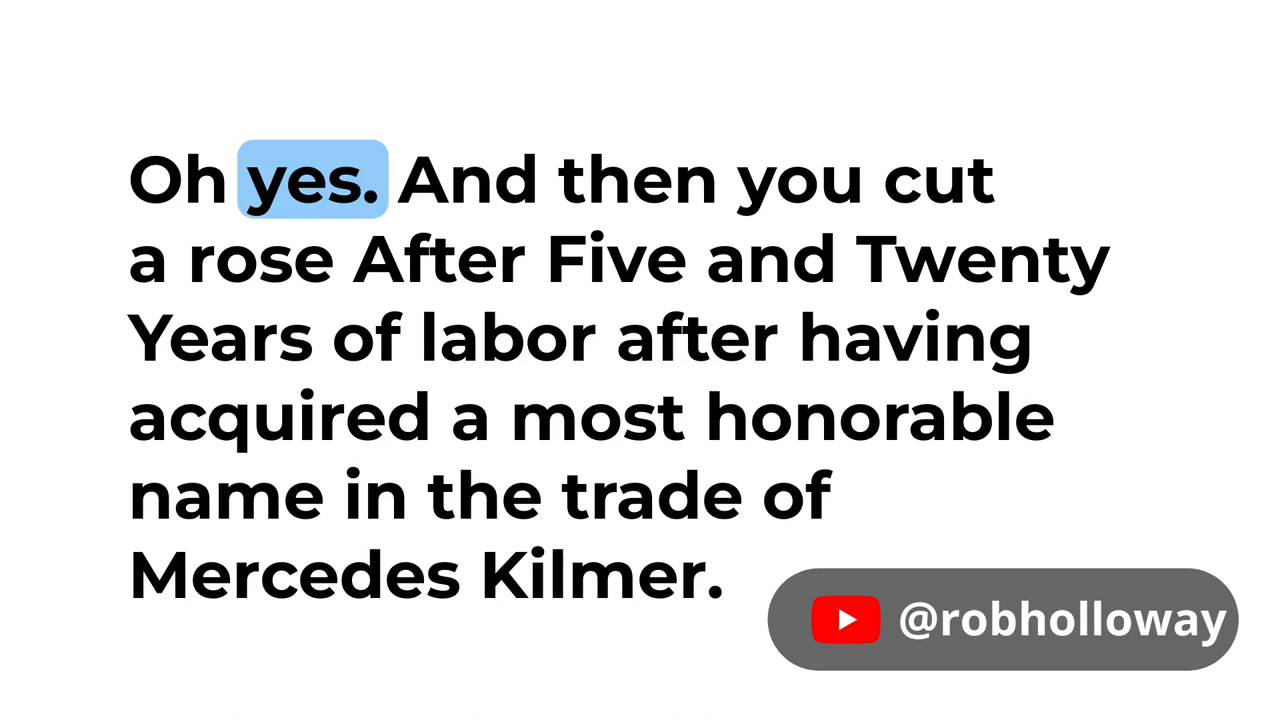 Oh yes. And then you cut
a rose After Five and Twenty
Years of labor after having
acquired a most honorable
name in the trade of
Mercedes Kilmer.
@robholloway